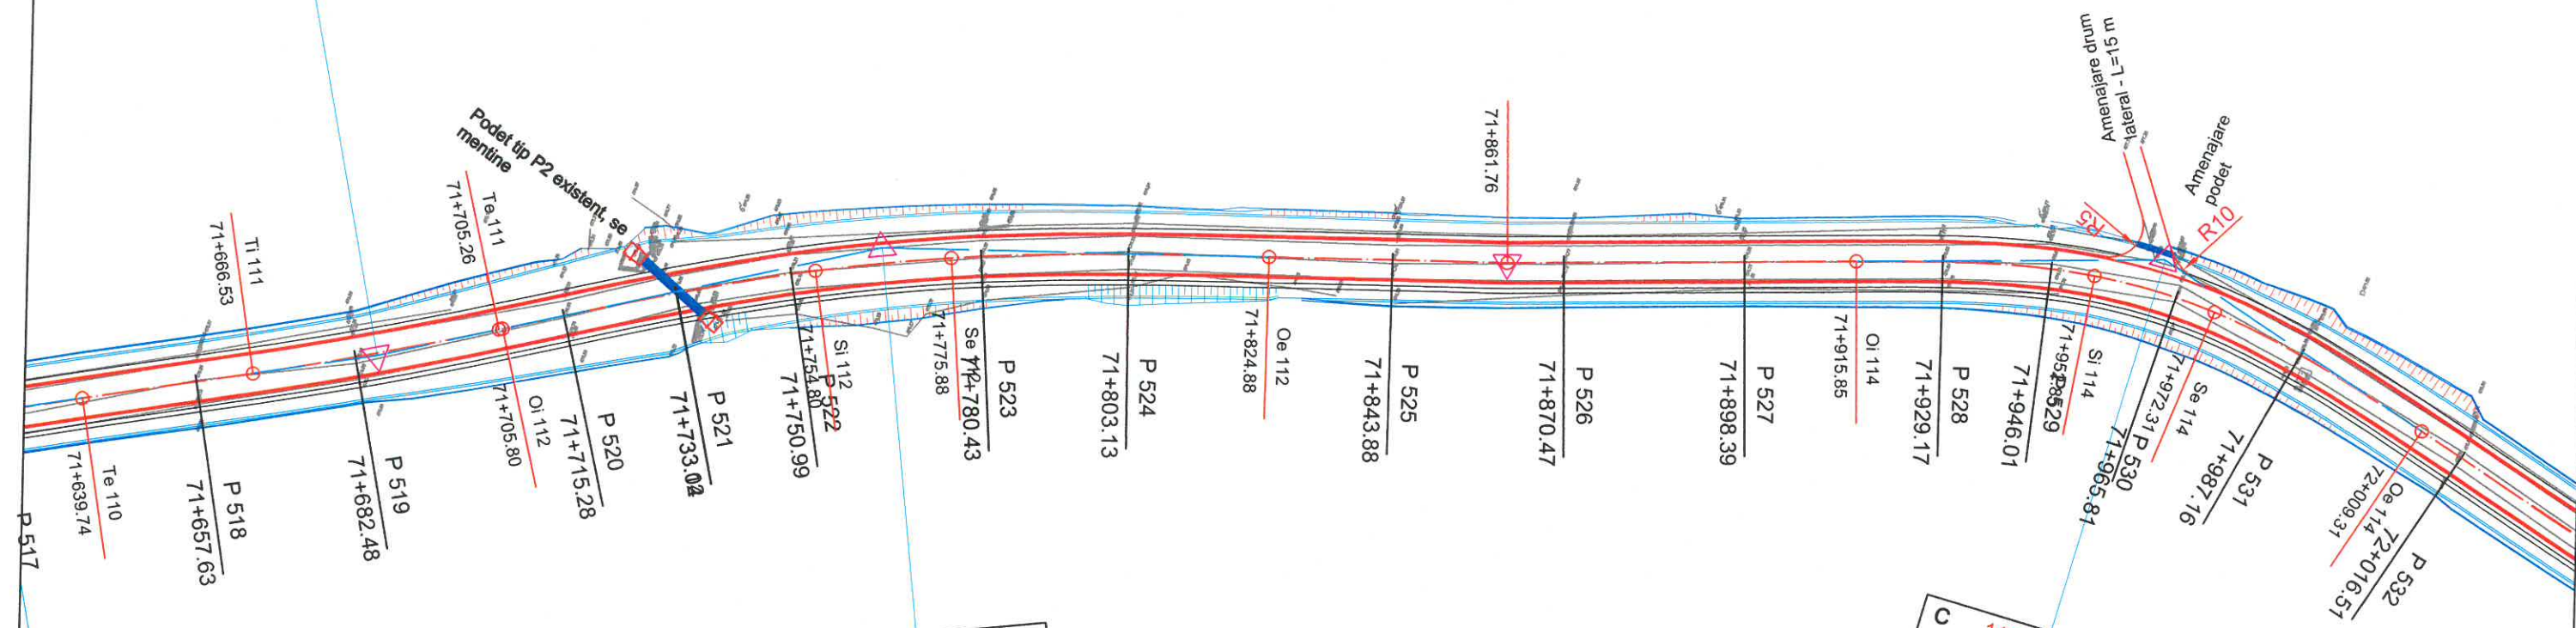 P 517
Te 110
71+639.74
P 518
71+657.63
Ti 111
71+666.53
P 519
71+682.48
Te 111
71+705.26
Oi 112
71+705.80
P 520
71+715.28
Podet tip P2 existent, se
mentine
P 521
P 522
71+750.99
Si 112
71+754.80
Se 112
71+775.88
P 523
71+780.43
P 524
71+803.13
Oe 112
71+824.88
P 525
71+843.88
71+861.76
P 526
71+870.47
P 527
71+898.39
Oi 114
71+915.85
P 528
71+929.17
P 529
71+946.01
Si 114
P 530
71+965.81
Se 114
71+972.31
P 531
71+987.16
Oe 114
72+009.31
P 532
72+016.51
Amenajare drum
lateral - L=15 m
Amenajare
podet
R5
R10
C